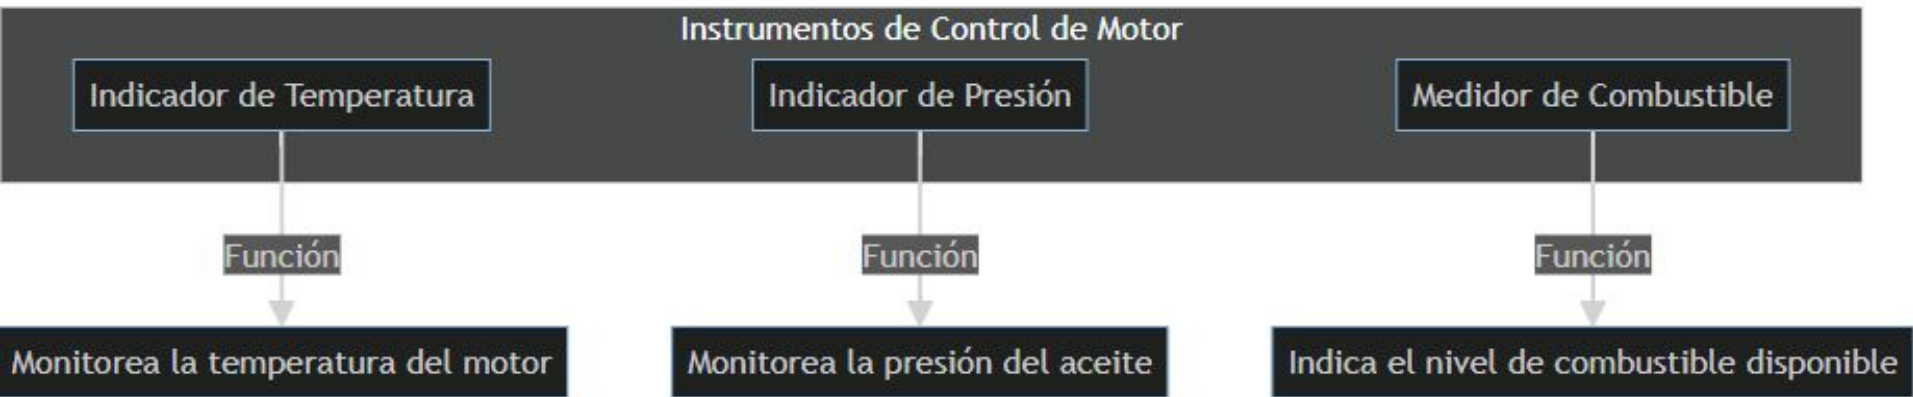 Instrumentos de Control de Motor
Indicador de Temperatura
Indicador de Presión
Medidor de Combustible
Función
Función
Función
Monitorea la temperatura del motor
Monitorea la presión del aceite
Indica el nivel de combustible disponible